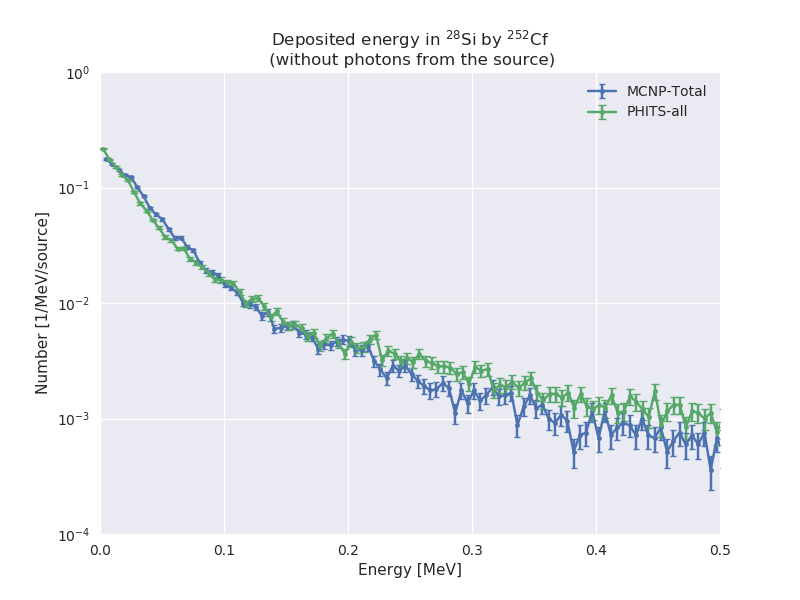 Deposited energy in ²⁸Si by ²⁵²Cf
(without photons from the source)
10⁰
10⁻¹
10⁻²
10⁻³
10⁻⁴
Number [1/MeV/source]
MCNP-Total
PHITS-all
0.0 0.1 0.2 0.3 0.4 0.5
Energy [MeV]